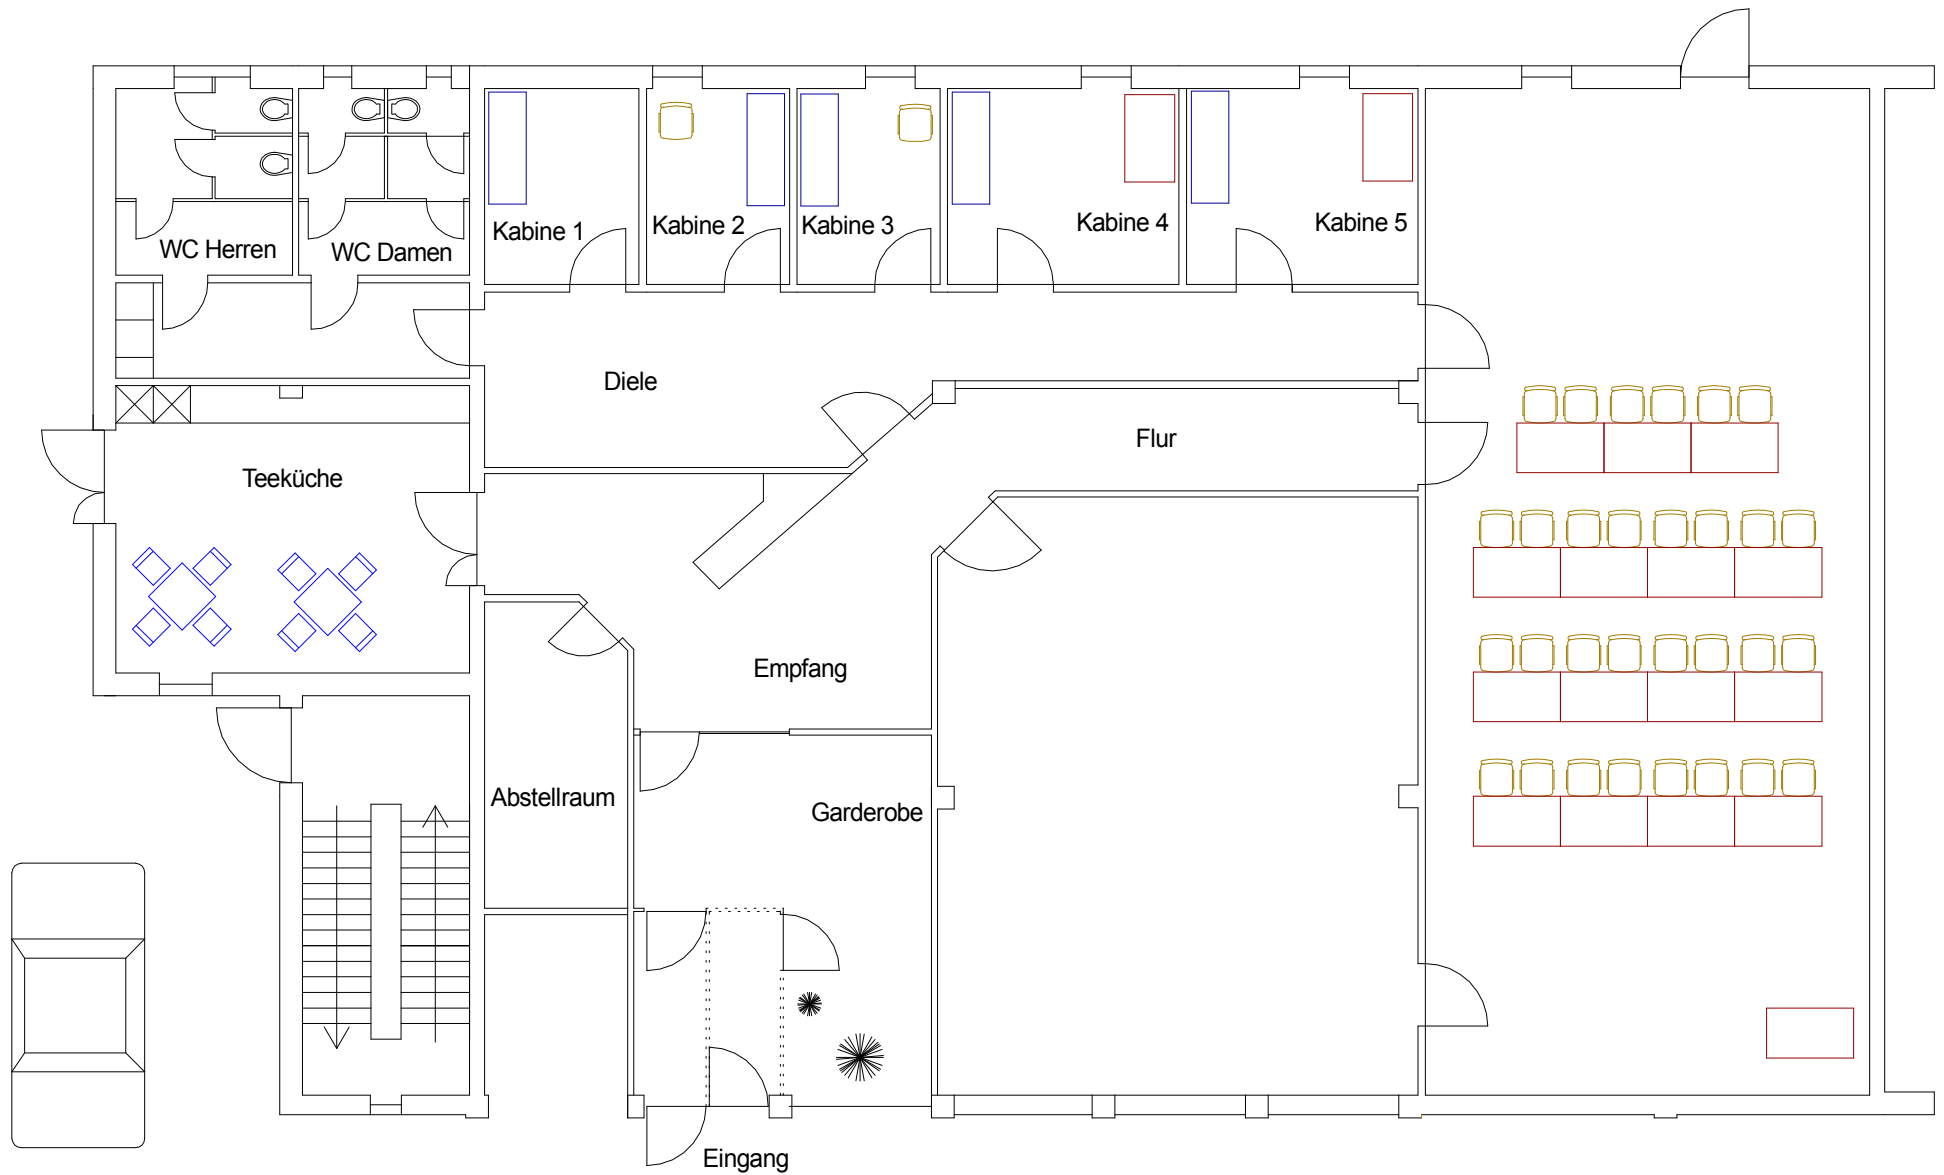 Kabine 1
Kabine 2
Kabine 3
Kabine 4
Kabine 5
WC Herren
WC Damen
Diele
Flur
Teeküche
Empfang
Abstellraum
Garderobe
Eingang